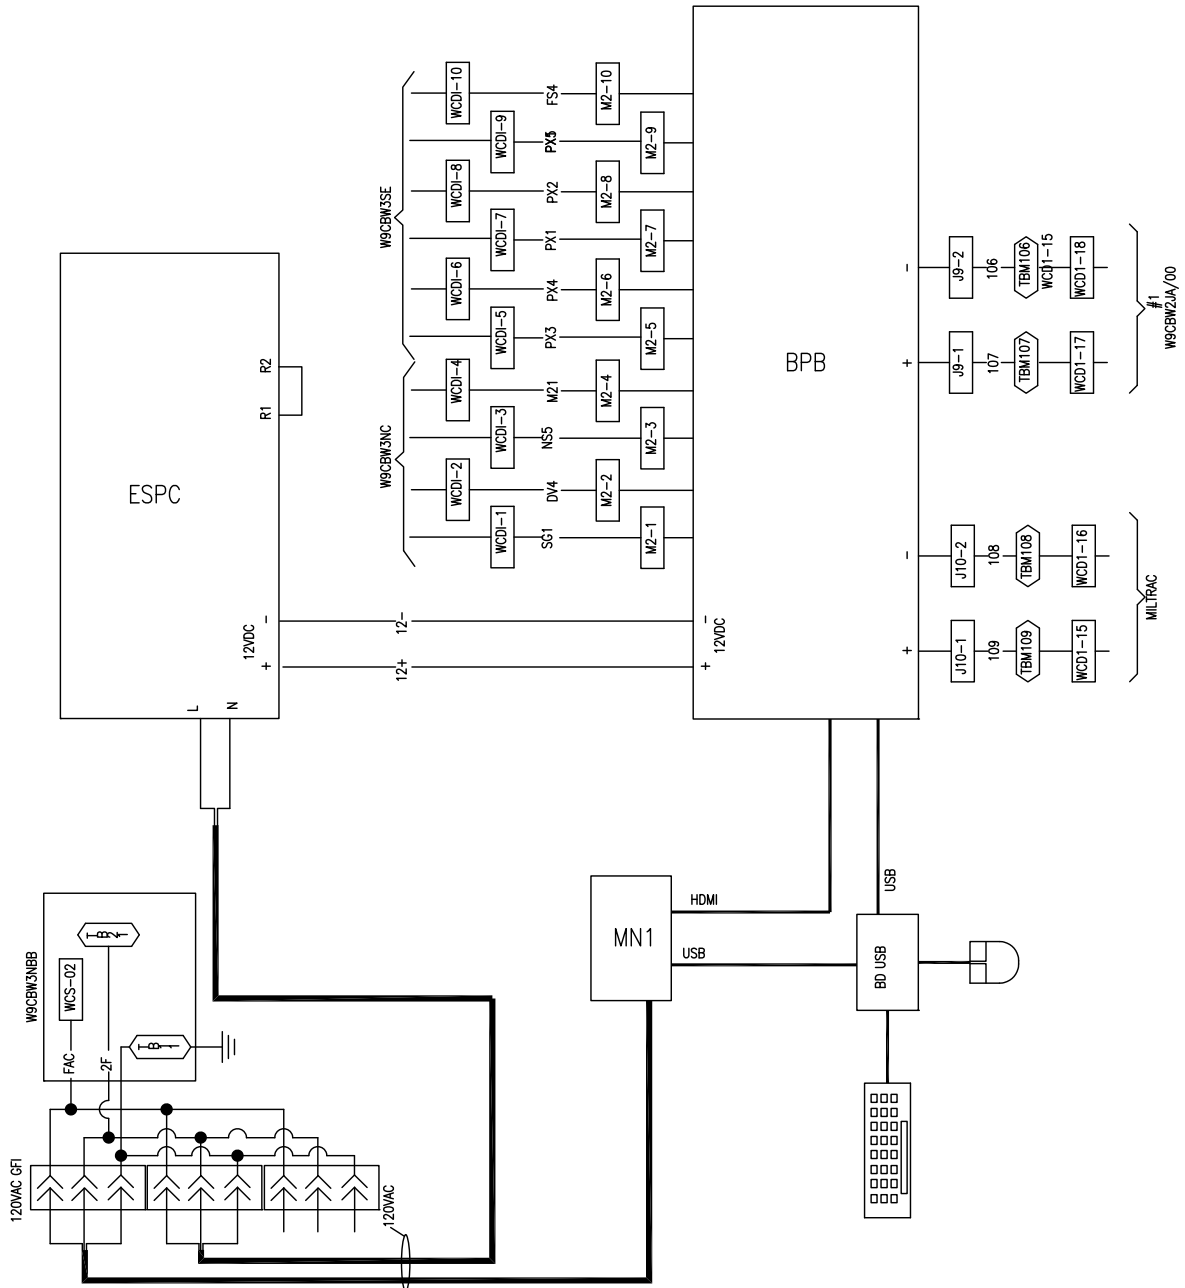 WCDI-10
FS4
M2-10
WCDI-9
PX5
M2-9
WCDI-8
PX2
M2-8
W9CBW3SE
WCDI-7
PX1
M2-7
WCDI-6
PX4
M2-6
WCDI-5
PX3
M2-5
WCDI-4
M21
M2-4
W9CBW3NC
WCDI-3
NS5
M2-3
WCDI-2
DV4
M2-2
WCDI-1
SG1
M2-1
ESPC
R2
R1
12VDC
-
+
L
N
12-
12+
BPB
-
+
12VDC
-
J9-2
106
TBM106
WCD1-15
WCD1-18
+
J9-1
107
TBM107
WCD1-17
#1
W9CBW2JA/00
-
J10-2
108
TBM108
WCD1-16
+
J10-1
109
TBM109
WCD1-15
MILTRAC
W9CBW3NBB
WCS-02
FAC
2F
120VAC GFI
120VAC
MN1
HDMI
USB
USB
BD USB